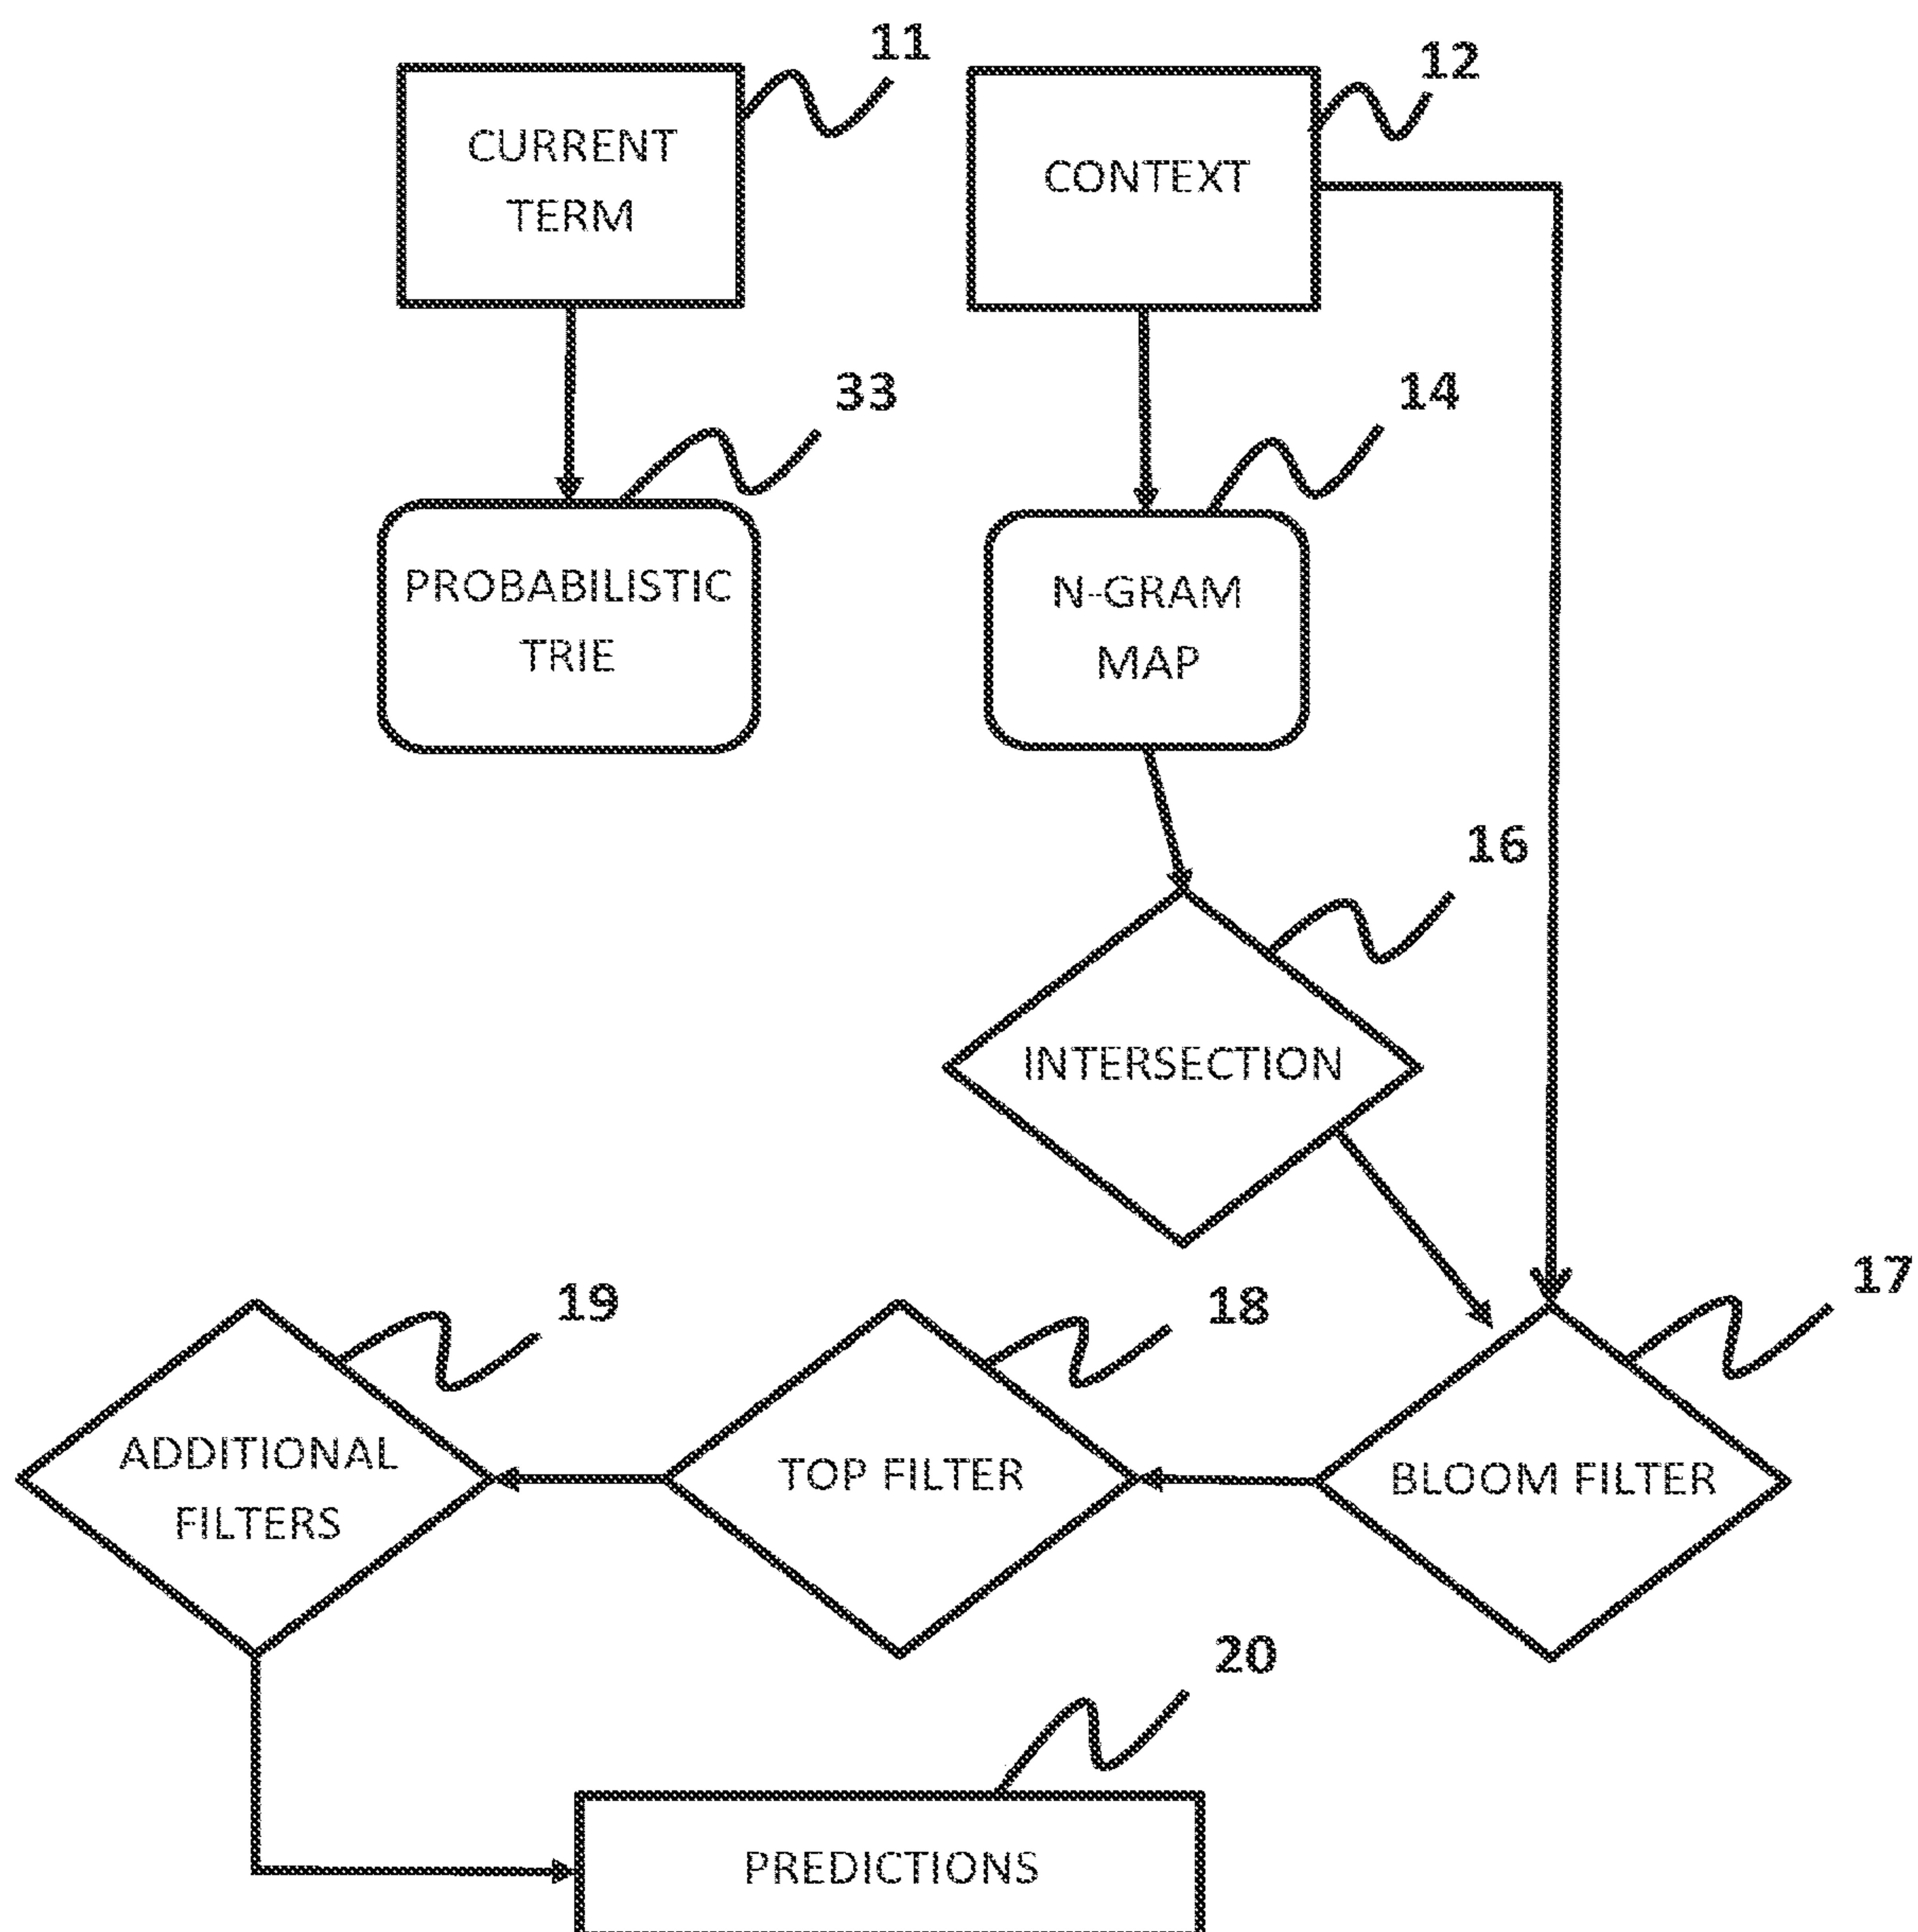 11
12
CURRENT
TERM
CONTEXT
33
14
PROBABILISTIC
TRIE
N-GRAM
MAP
16
INTERSECTION
17
19
18
ADDITIONAL
FILTERS
TOP FILTER
BLOOM FILTER
20
PREDICTIONS